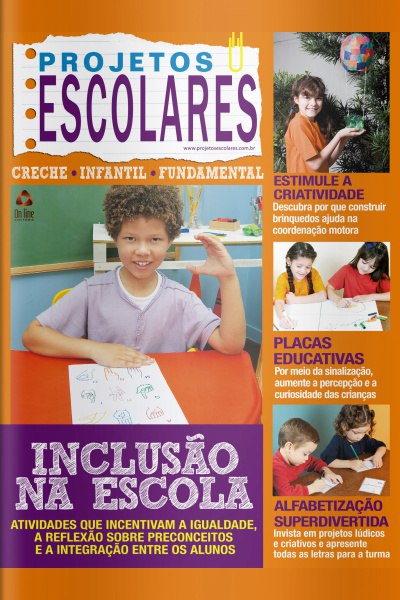 PROJETOS
ESCOLARES
www.projetosescolares.com.br
CRECHE • INFANTIL • FUNDAMENTAL
On line
EDITORA
ESTIMULE A
CRIATIVIDADE
Descubra por que construir
brinquedos ajuda na
coordenação motora
PLACAS
EDUCATIVAS
Por meio da sinalização,
aumente a percepção e a
curiosidade das crianças
INCLUSÃO
NA ESCOLA
ATIVIDADES QUE INCENTIVAM A IGUALDADE,
A REFLEXÃO SOBRE PRECONCEITOS
E A INTEGRAÇÃO ENTRE OS ALUNOS
ALFABETIZAÇÃO
SUPERDIVERTIDA
Invista em projetos lúdicos
e criativos e apresente
todas as letras para a turma